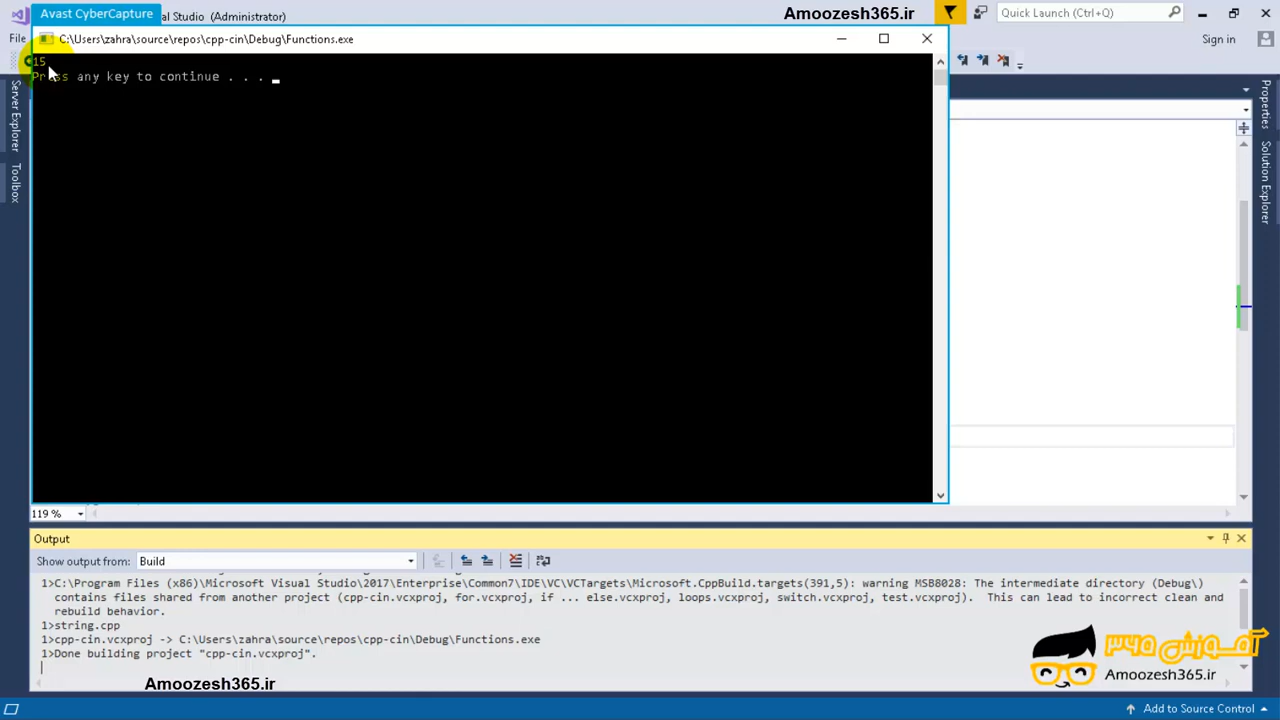 Avast CyberCapture
al Studio (Administrator)
Amoozesh365.ir
Quick Launch (Ctrl+Q)
File
C:\Users\zahra\source\repos\cpp-cin\Debug\Functions.exe
Sign in
15
Press any key to continue . . .
Server Explorer
Toolbox
Properties
Solution Explorer
119 %
Output
Show output from: Build
1>C:\Program Files (x86)\Microsoft Visual Studio\2017\Enterprise\Common7\IDE\VC\VCTargets\Microsoft.CppBuild.targets(391,5): warning MSB8028: The intermediate directory (Debug\)
contains files shared from another project (cpp-cin.vcxproj, for.vcxproj, if ... else.vcxproj, loops.vcxproj, switch.vcxproj, test.vcxproj).  This can lead to incorrect clean and
rebuild behavior.
1>string.cpp
1>cpp-cin.vcxproj -> C:\Users\zahra\source\repos\cpp-cin\Debug\Functions.exe
1>Done building project "cpp-cin.vcxproj".
آموزش ۳۶۵
Amoozesh365.ir
Amoozesh365.ir
Add to Source Control